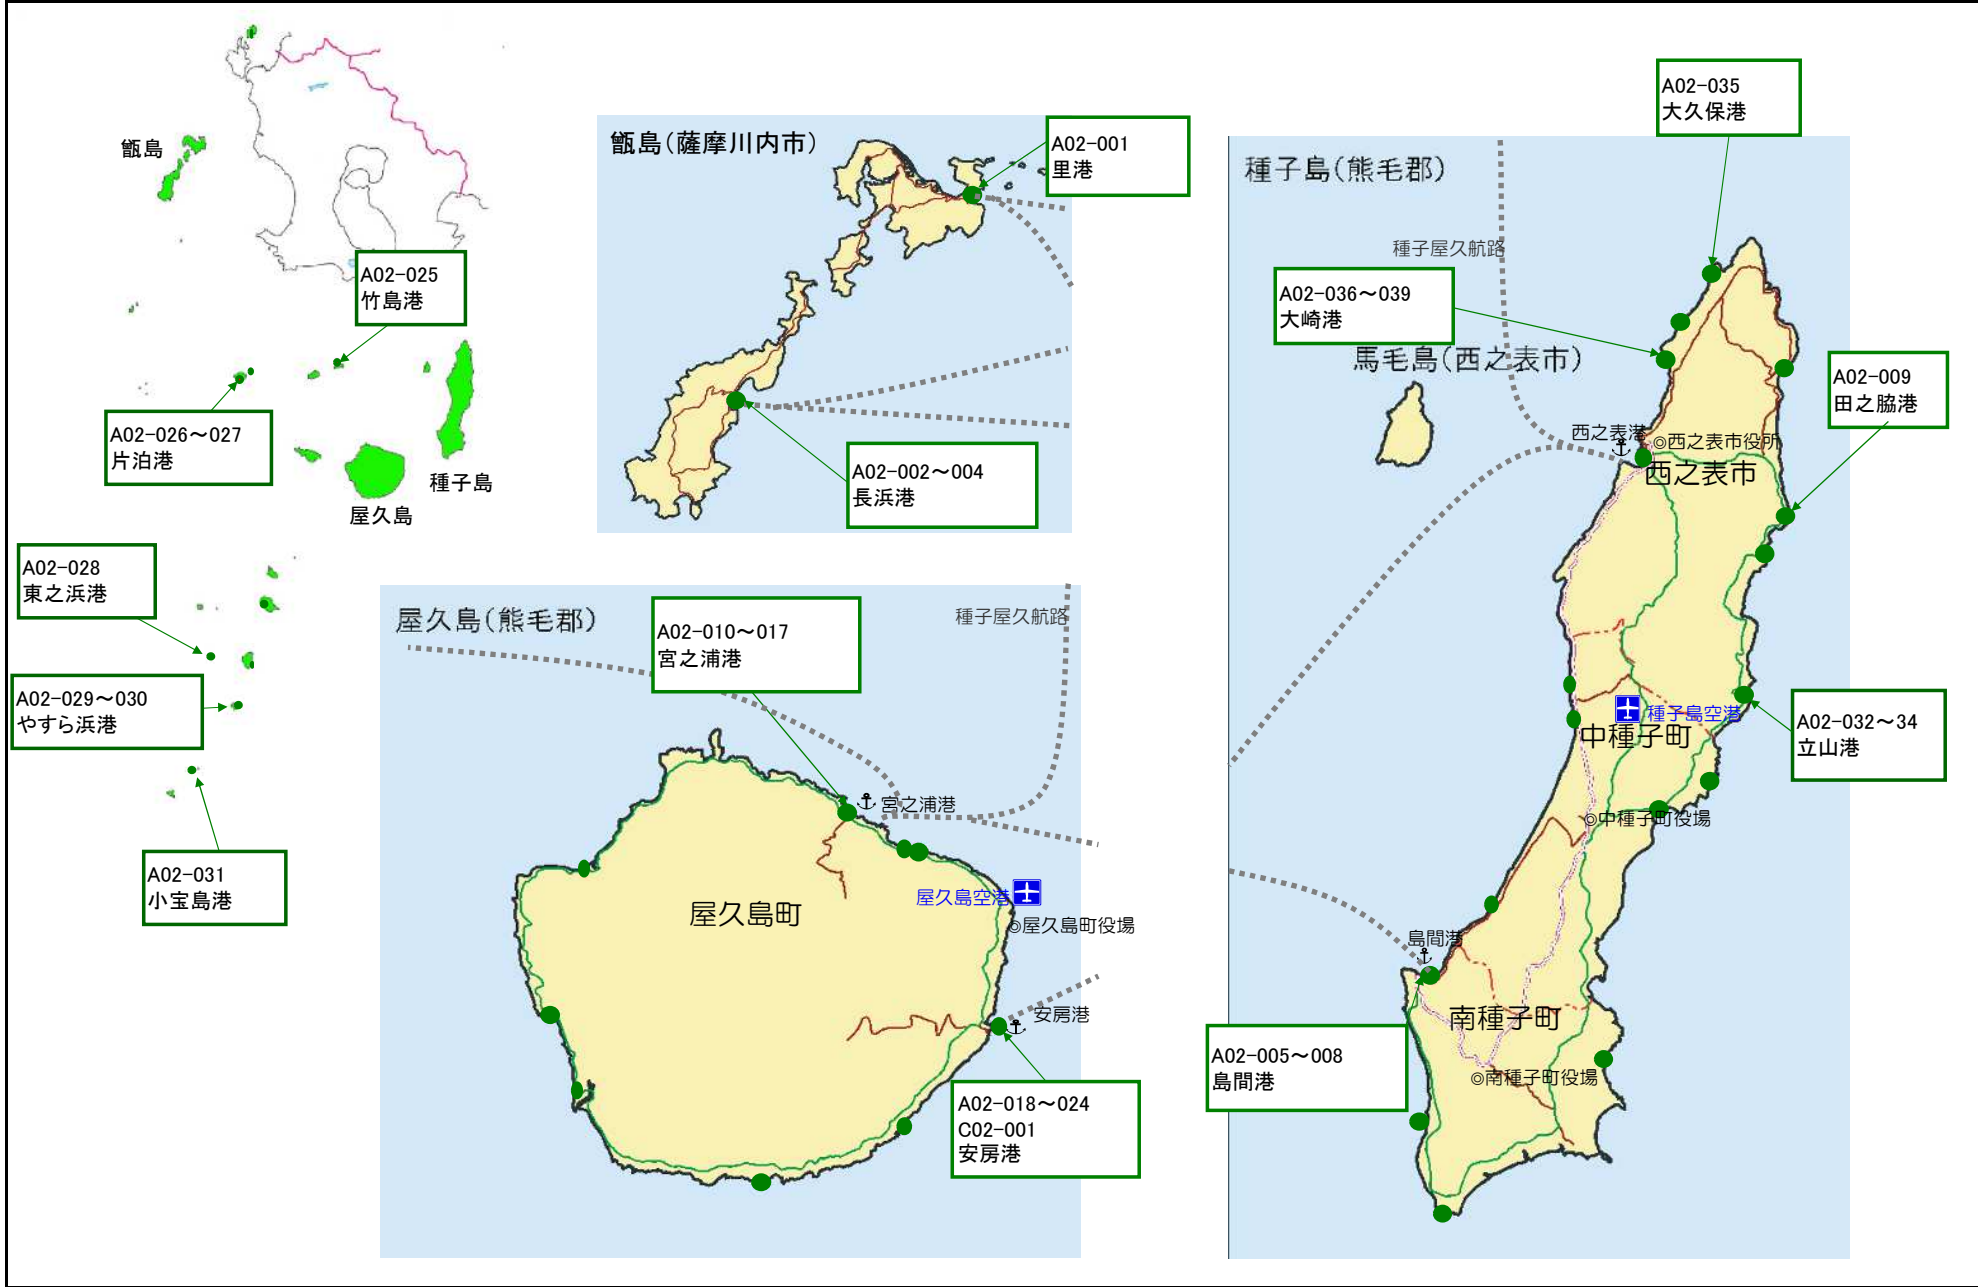 甑島
A02-025
竹島港
A02-026～027
片泊港
種子島
屋久島
A02-028
東之浜港
A02-029～030
やすら浜港
A02-031
小宝島港
甑島(薩摩川内市)
A02-001
里港
A02-002～004
長浜港
屋久島(熊毛郡)
種子屋久航路
A02-010～017
宮之浦港
宮之浦港
屋久島空港
屋久島町
◎屋久島町役場
安房港
A02-018～024
C02-001
安房港
A02-035
大久保港
種子島(熊毛郡)
種子屋久航路
A02-036～039
大崎港
馬毛島(西之表市)
A02-009
田之脇港
西之表港
◎西之表市役所
西之表市
種子島空港
中種子町
A02-032～34
立山港
◎中種子町役場
島間港
南種子町
A02-005～008
島間港
◎南種子町役場